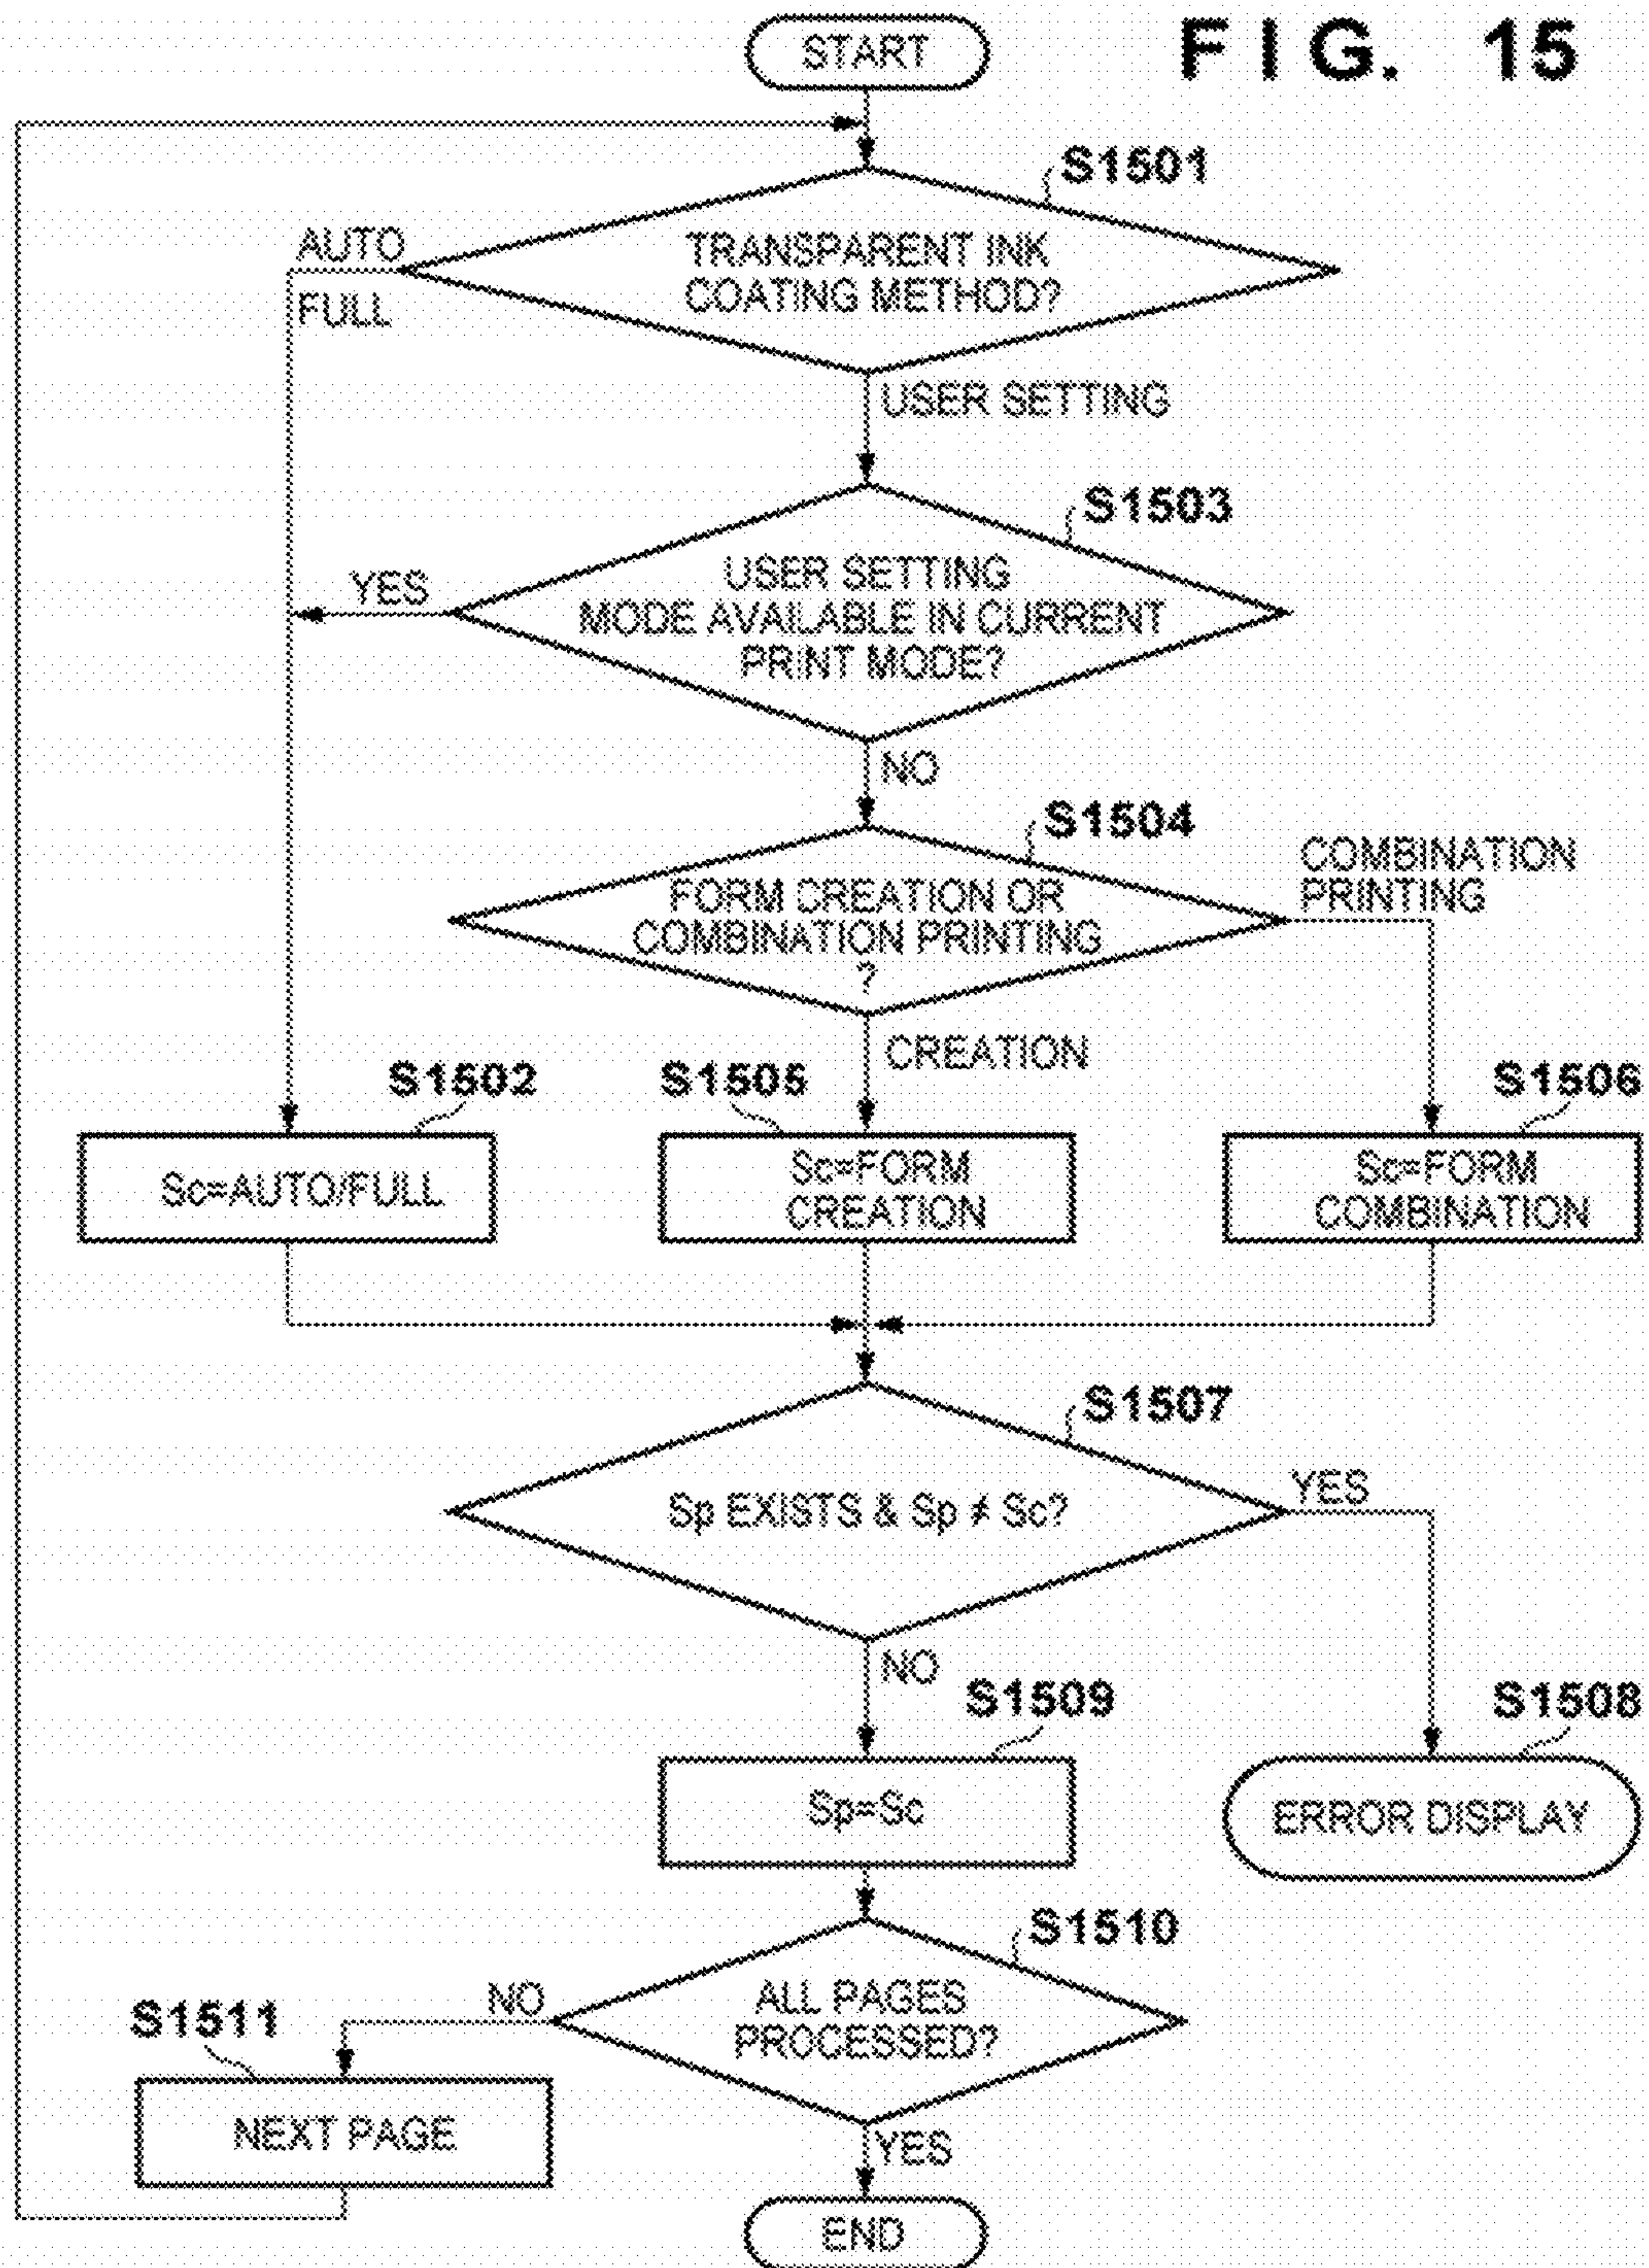 START
FIG. 15
S1501
AUTO
FULL
TRANSPARENT INK
COATING METHOD?
USER SETTING
S1503
YES
USER SETTING
MODE AVAILABLE IN CURRENT
PRINT MODE?
NO
S1504
COMBINATION
PRINTING
FORM CREATION OR
COMBINATION PRINTING
?
CREATION
S1502
S1505
S1506
Sc=AUTO/FULL
Sc=FORM
CREATION
Sc=FORM
COMBINATION
S1507
Sp EXISTS & Sp ≠ Sc?
YES
NO
S1509
S1508
Sp=Sc
ERROR DISPLAY
S1510
NO
S1511
ALL PAGES
PROCESSED?
NEXT PAGE
YES
END